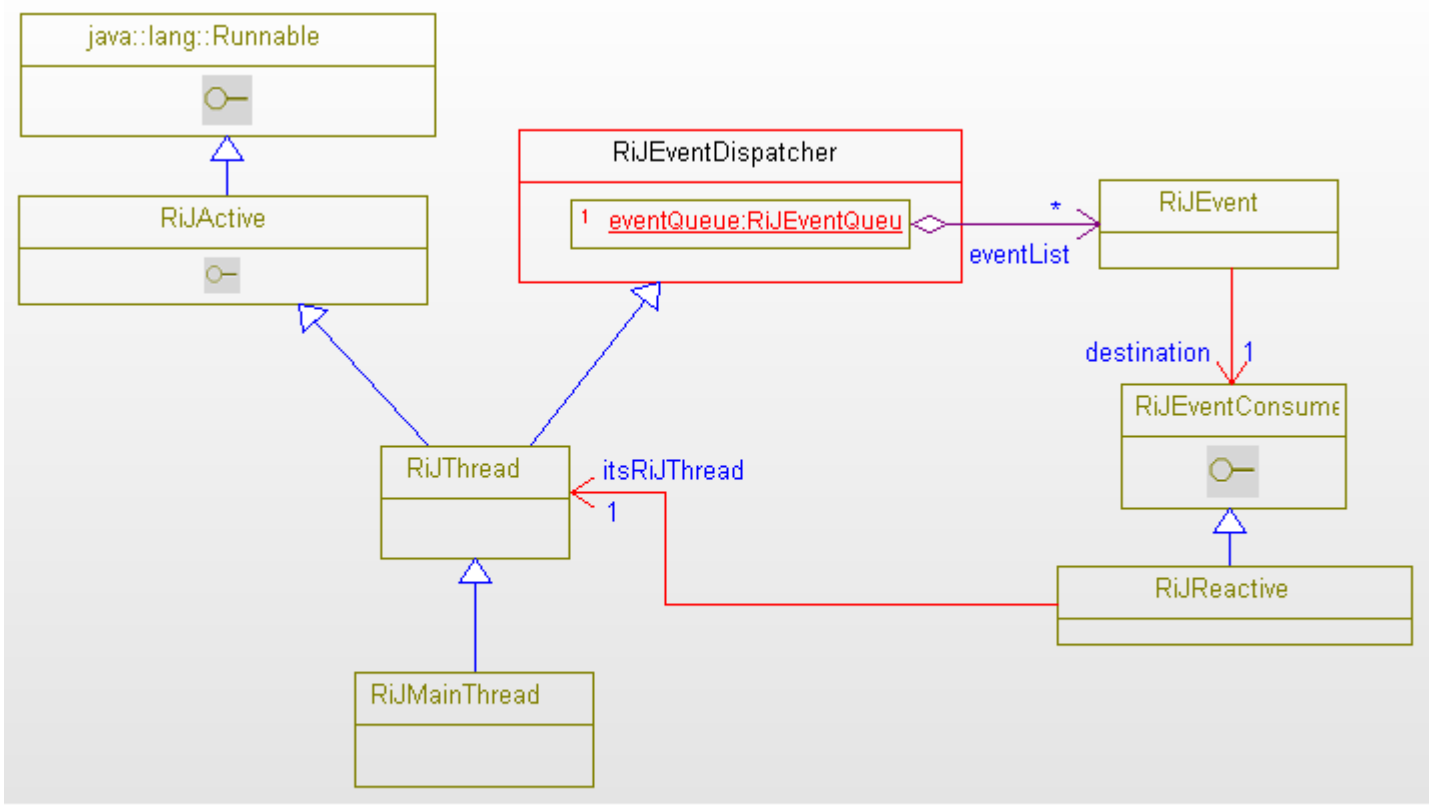 java::lang::Runnable
RiJActive
RiJEventDispatcher
1 eventQueue:RiJEventQueu
*
eventList
RiJEvent
destination 1
RiJEventConsume
RiJThread
itsRiJThread
1
RiJReactive
RiJMainThread